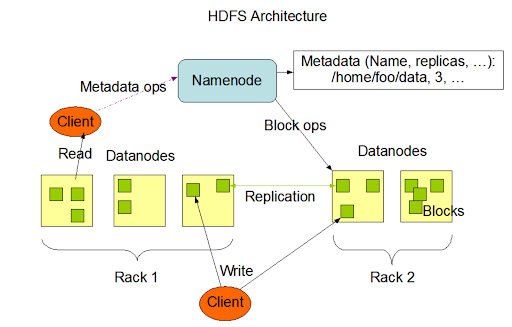 HDFS Architecture
Metadata (Name, replicas, …):
/home/foo/data, 3, …
Namenode
Metadata ops
Client
Block ops
Read
Datanodes
Datanodes
Replication
Blocks
Rack 1
Write
Rack 2
Client